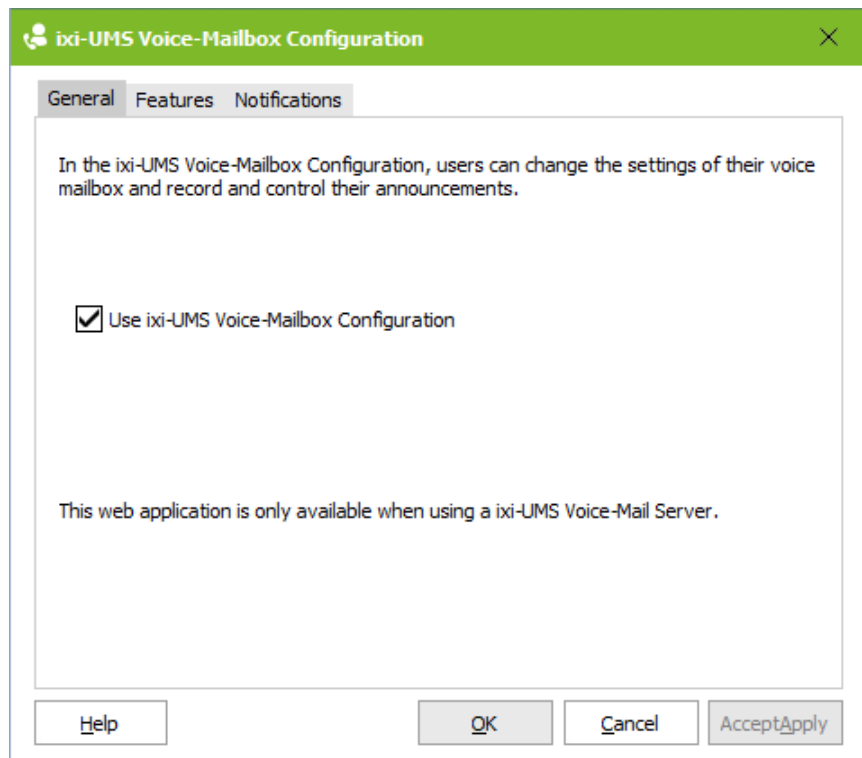 ixi-UMS Voice-Mailbox Configuration
General Features Notifications
In the ixi-UMS Voice-Mailbox Configuration, users can change the settings of their voice
mailbox and record and control their announcements.
Use ixi-UMS Voice-Mailbox Configuration
This web application is only available when using a ixi-UMS Voice-Mail Server.
Help OK Cancel AcceptApply